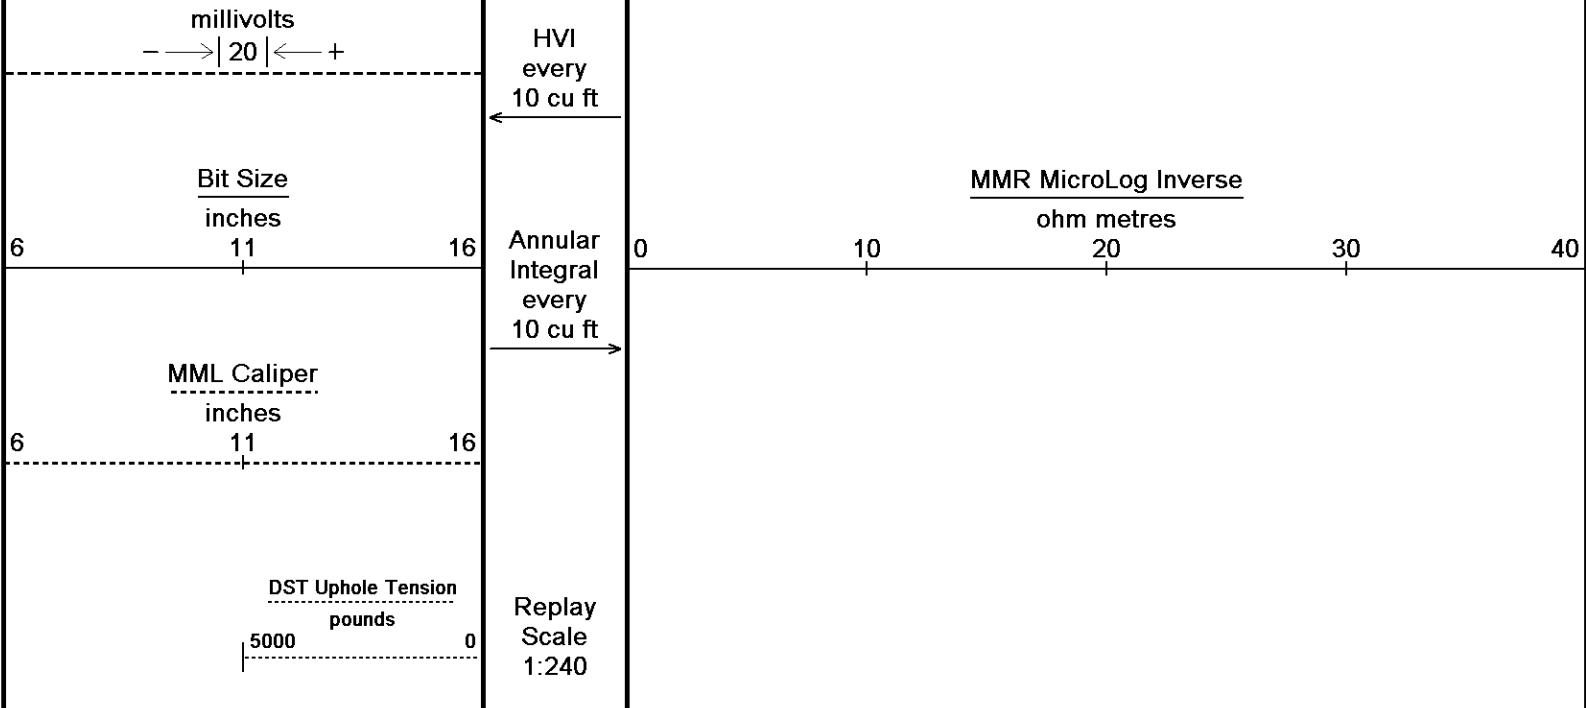 millivolts
− → | 20 | ← +
Bit Size
inches
6 11 16
MML Caliper
inches
6 11 16
DST Uphole Tension
pounds
5000 0
HVI
every
10 cu ft
Annular
Integral
every
10 cu ft
Replay
Scale
1:240
MMR MicroLog Inverse
ohm metres
0 10 20 30 40